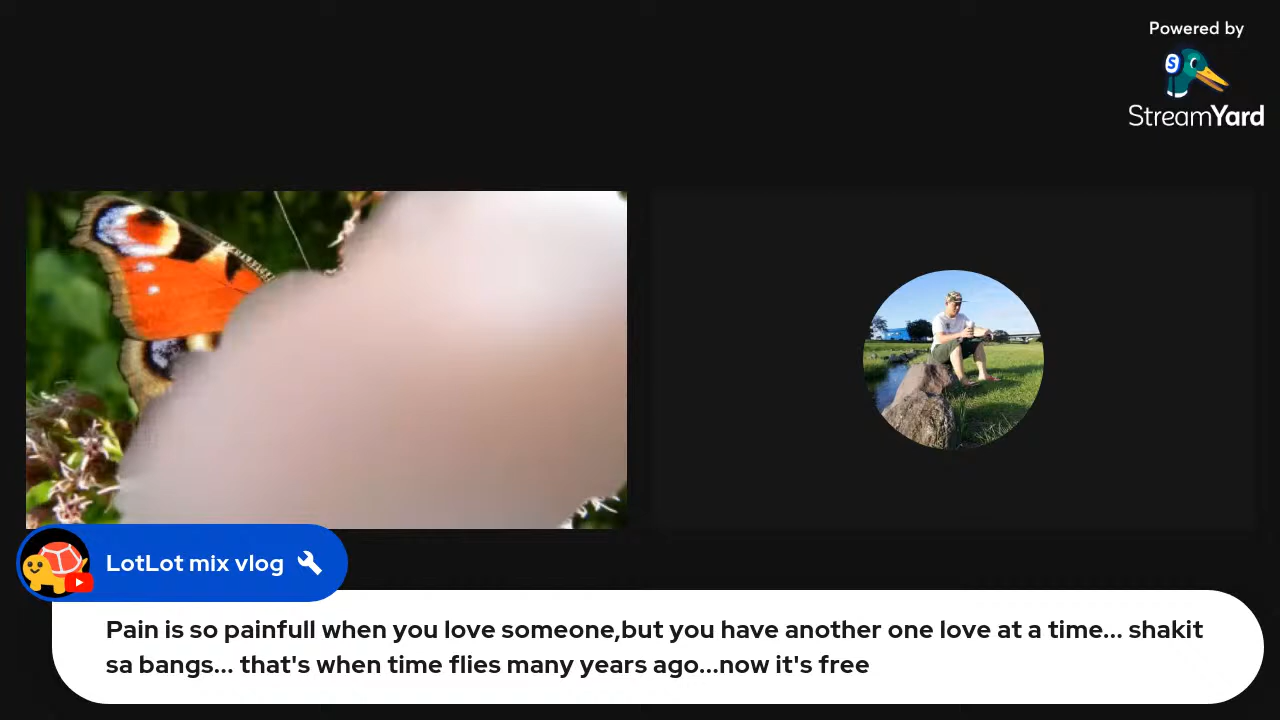 Powered by
S
StreamYard
LotLot mix vlog
Pain is so painfull when you love someone,but you have another one love at a time... shakit
sa bangs... that's when time flies many years ago...now it's free